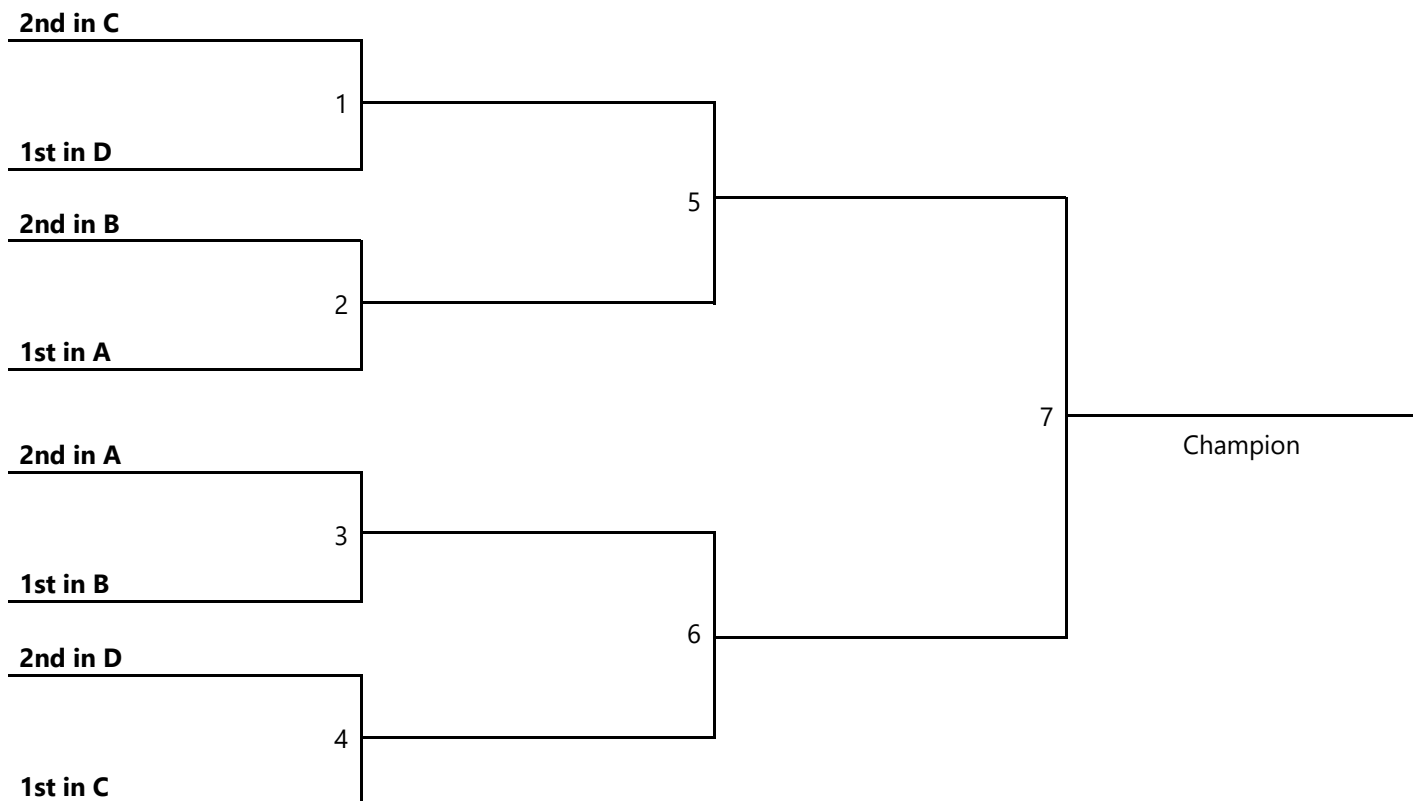 2nd in C
1
1st in D
5
2nd in B
2
1st in A
7
Champion
2nd in A
3
1st in B
6
2nd in D
4
1st in C